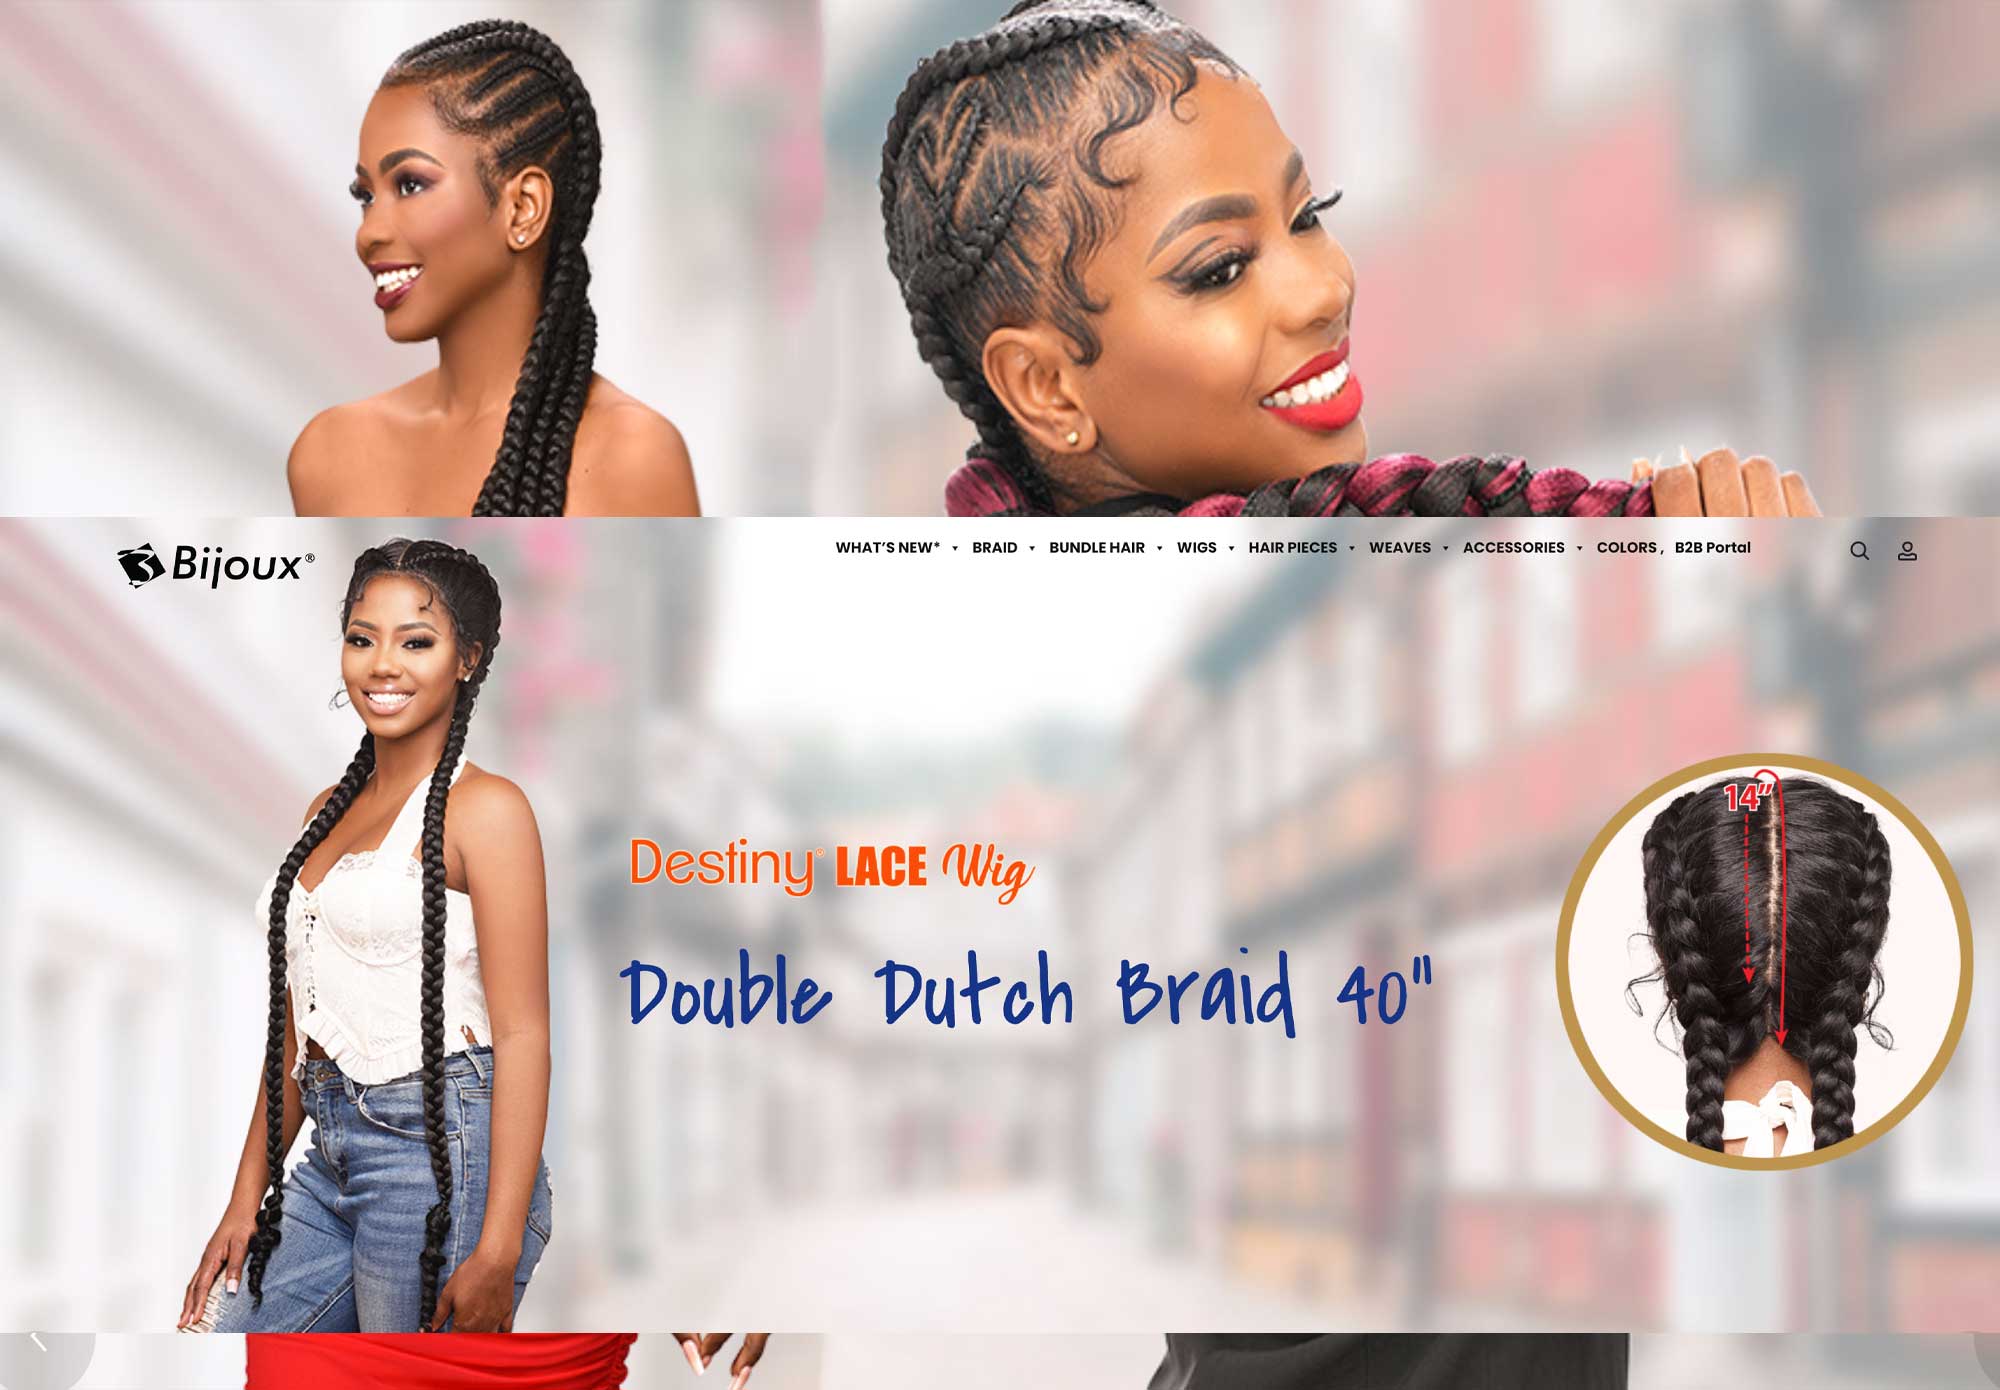 Bijoux®
WHAT'S NEW* BRAID BUNDLE HAIR WIGS HAIR PIECES WEAVES ACCESSORIES COLORS , B2B Portal
14"
Destiny® LACE Wig
Double Dutch Braid 40"